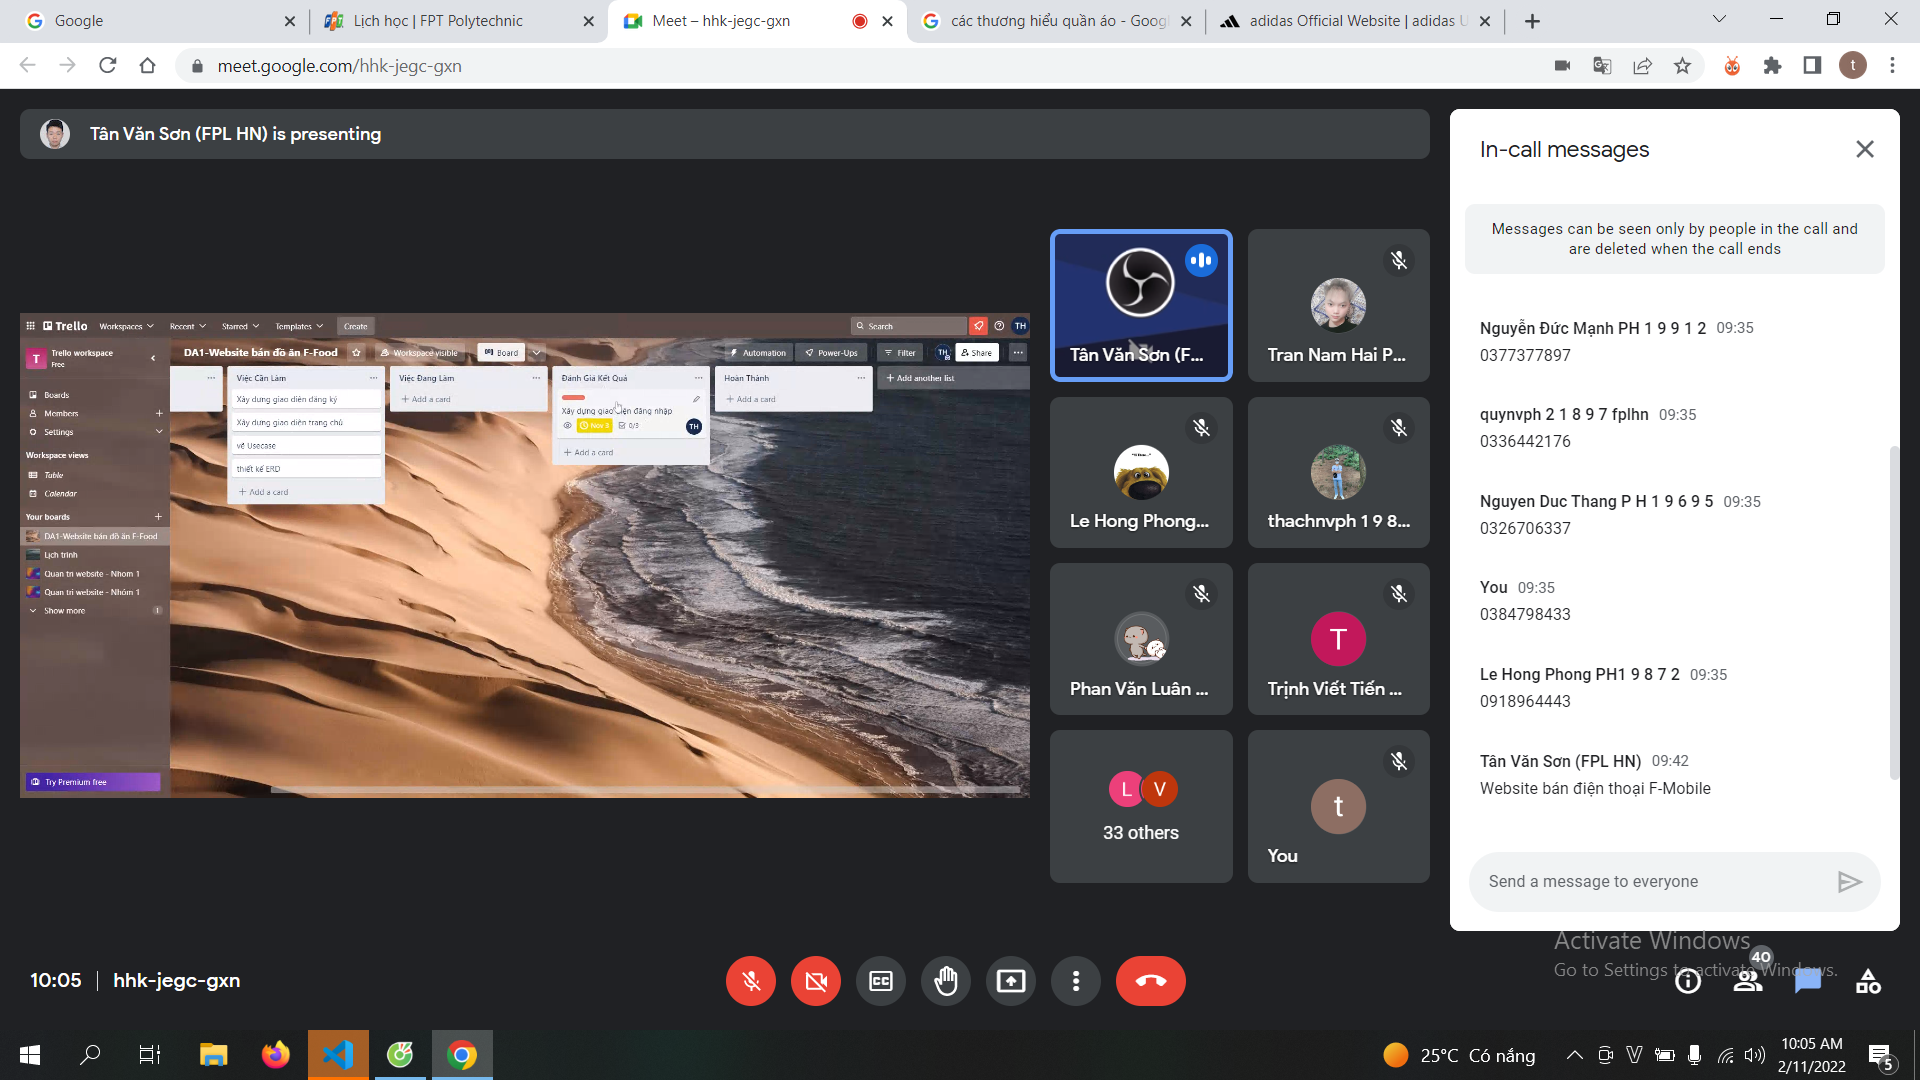 Google
Lịch học | FPT Polytechnic
Meet – hhk-jegc-gxn
các thương hiểu quần áo - Goog
adidas Official Website | adidas U
meet.google.com/hhk-jegc-gxn
t
Tân Văn Sơn (FPL HN) is presenting
Trello
Workspaces
Recent
Starred
Templates
Create
Search
TH
T
Trello workspace
Free
DA1-Website bán đồ ăn F-Food
Workspace visible
Board
Automation
Power-Ups
Filter
TH
Share
Boards
Members
Settings
Workspace views
Table
Calendar
Your boards
DA1-Website bán đồ ăn F-Food
Lịch trình
Quan tri website - Nhom 1
Quan tri website - Nhóm 1
Show more
1
Try Premium free
Việc Cần Làm
Xây dựng giao diện đăng ký
Xây dựng giao diện trang chủ
vẽ Usecase
thiết kế ERD
+ Add a card
Việc Đang Làm
+ Add a card
Đánh Giá Kết Quả
Xây dựng giao diện đăng nhập
Nov 3
0/3
TH
+ Add a card
Hoàn Thành
+ Add a card
+ Add another list
Tân Văn Sơn (F...
Tran Nam Hai P...
Le Hong Phong...
thachnvph 1 9 8...
Phan Văn Luân ...
T
Trịnh Viết Tiến ...
L
V
33 others
t
You
In-call messages
Messages can be seen only by people in the call and
are deleted when the call ends
Nguyễn Đức Mạnh PH 1 9 9 1 2 09:35
0377377897
quynvph 2 1 8 9 7 fplhn 09:35
0336442176
Nguyen Duc Thang P H 1 9 6 9 5 09:35
0326706337
You 09:35
0384798433
Le Hong Phong PH1 9 8 7 2 09:35
0918964443
Tân Văn Sơn (FPL HN) 09:42
Website bán điện thoại F-Mobile
Send a message to everyone
Activate Windows
Go to Settings to activate Windows.
40
10:05
hhk-jegc-gxn
25°C Có nắng
V
10:05 AM
2/11/2022
5